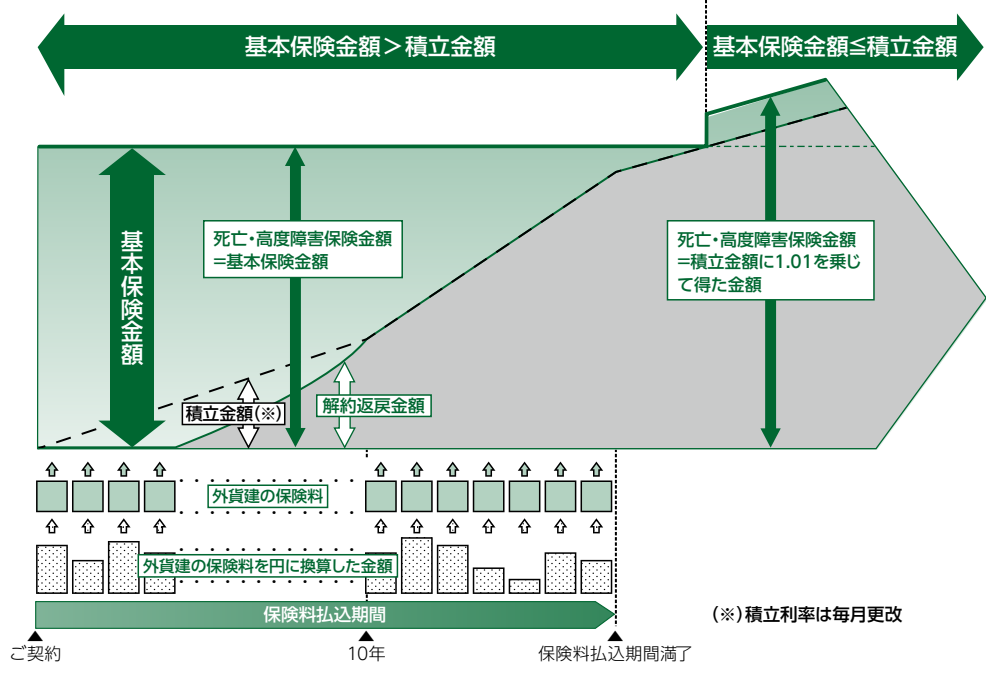 基本保険金額＞積立金額
基本保険金額≦積立金額
基本保険金額
死亡・高度障害保険金額
＝基本保険金額
死亡・高度障害保険金額
＝積立金額に1.01を乗じ
て得た金額
積立金額(※)
解約返戻金額
外貨建の保険料
外貨建の保険料を円に換算した金額
保険料払込期間
(※)積立利率は毎月更改
ご契約
10年
保険料払込期間満了